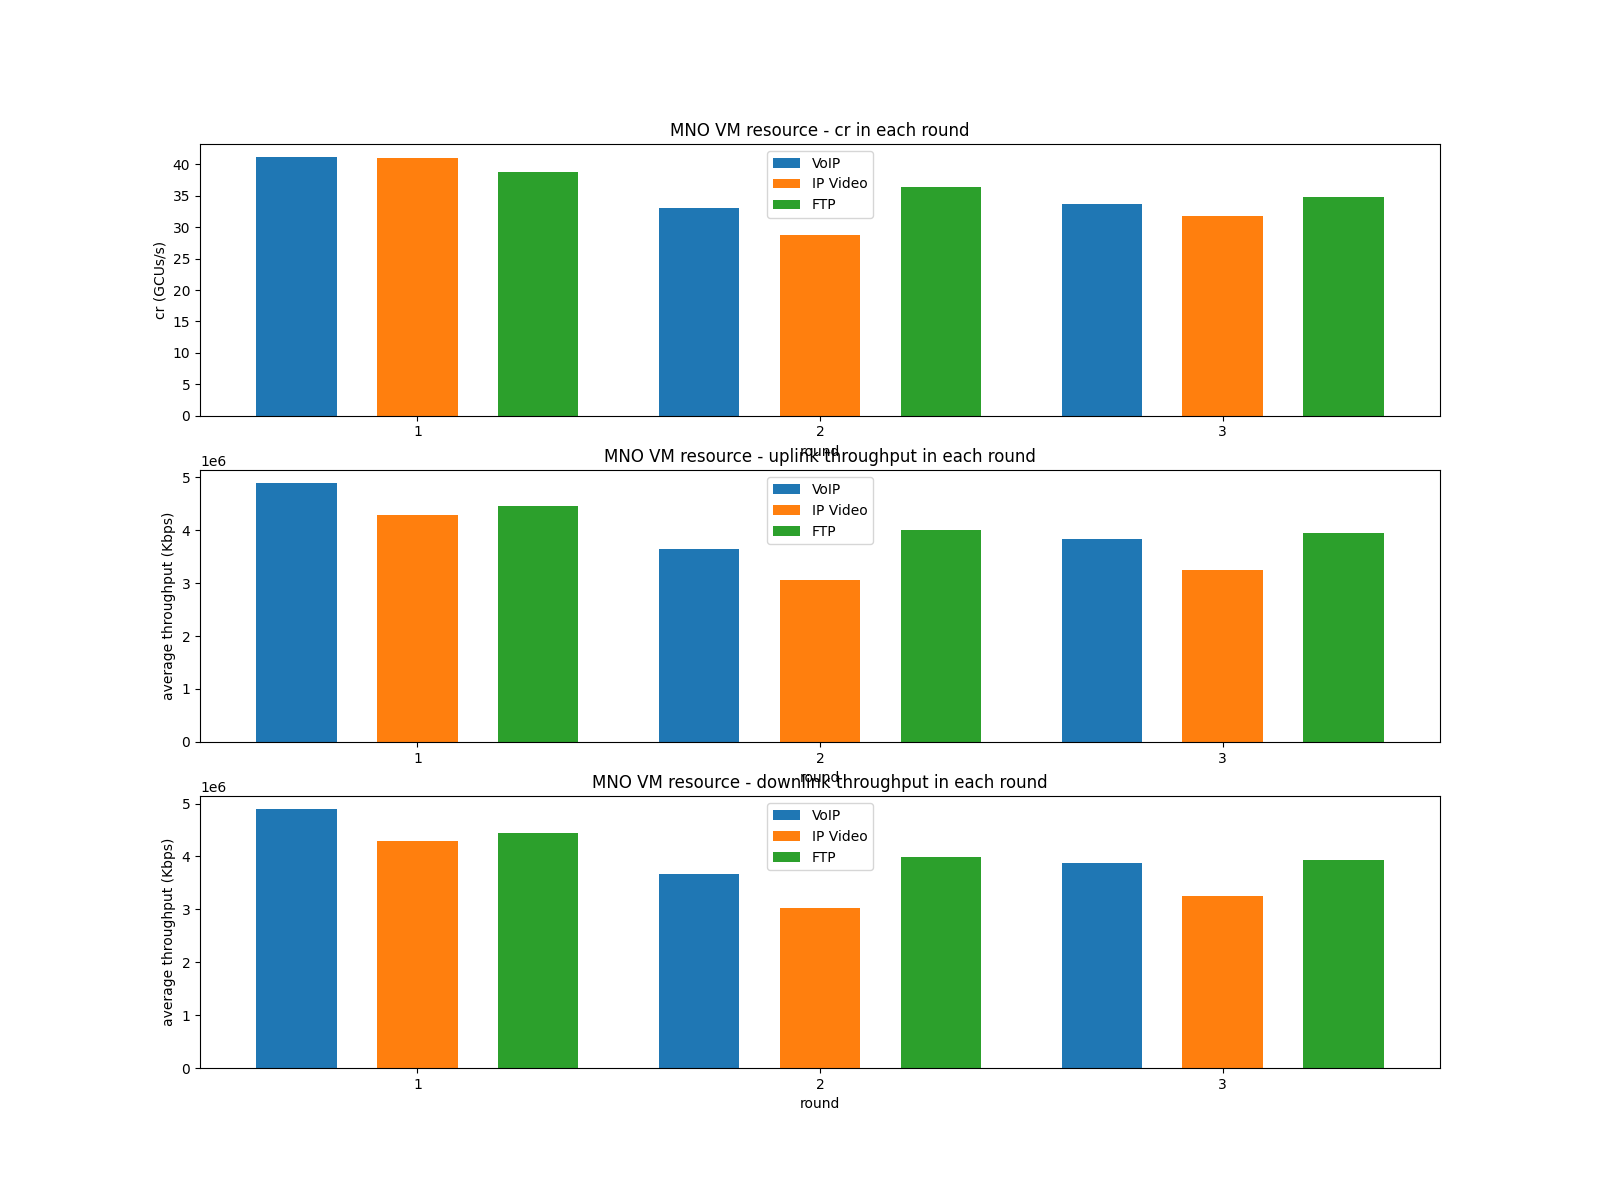 MNO VM resource - cr in each round
cr (GCUs/s)
40
35
30
25
20
15
10
5
0
VoIP
IP Video
FTP
1
2
3
round
MNO VM resource - uplink throughput in each round
1e6
average throughput (Kbps)
5
4
3
2
1
0
VoIP
IP Video
FTP
1
2
3
round
MNO VM resource - downlink throughput in each round
1e6
average throughput (Kbps)
5
4
3
2
1
0
VoIP
IP Video
FTP
1
2
3
round